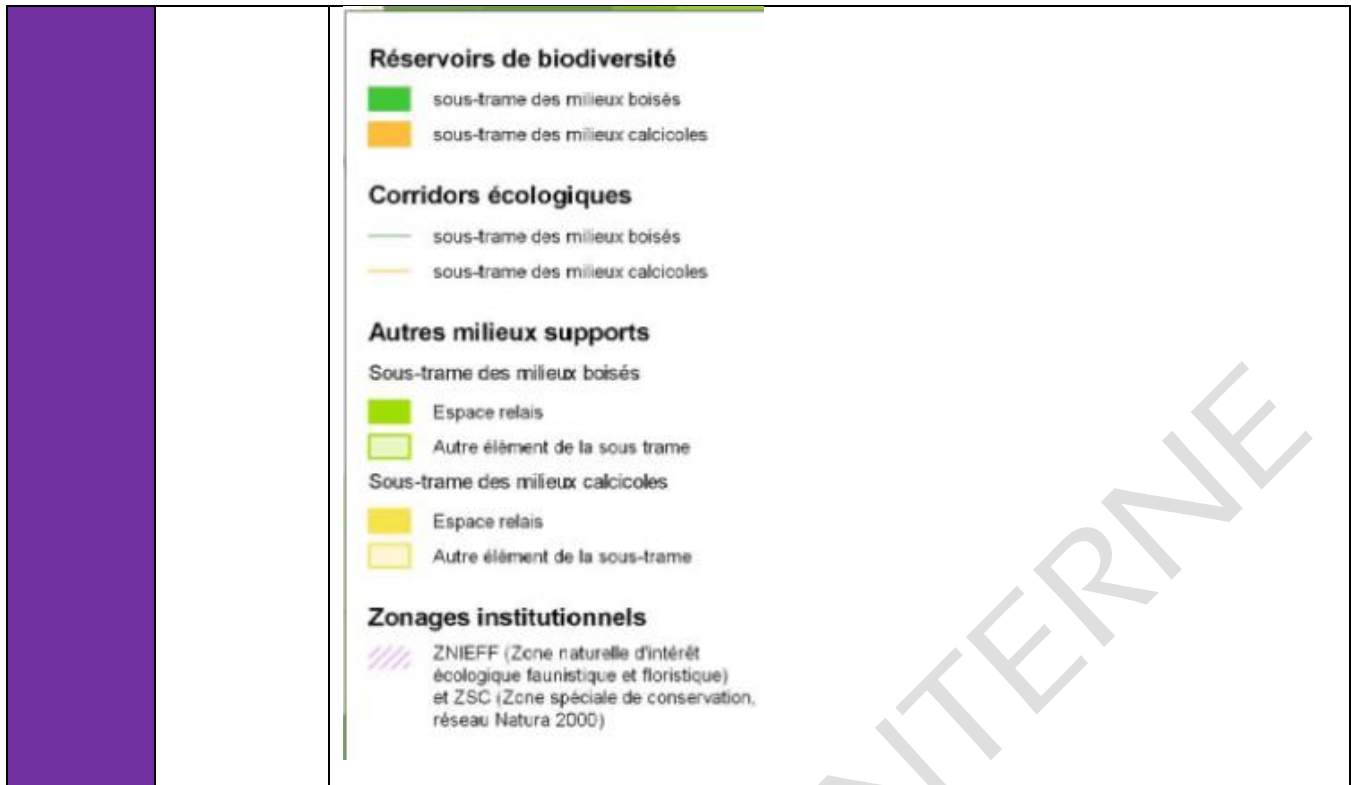 Réservoirs de biodiversité
sous-trame des milieux boisés
sous-trame des milieux calcicoles
Corridors écologiques
sous-trame des milieux boisés
sous-trame des milieux calcicoles
Autres milieux supports
Sous-trame des milieux boisés
Espace relais
Autre élément de la sous trame
Sous-trame des milieux calcicoles
Espace relais
Autre élément de la sous-trame
Zonages institutionnels
ZNIEFF (Zone naturelle d'intérêt
écologique faunistique et floristique)
et ZSC (Zone spéciale de conservation,
réseau Natura 2000)